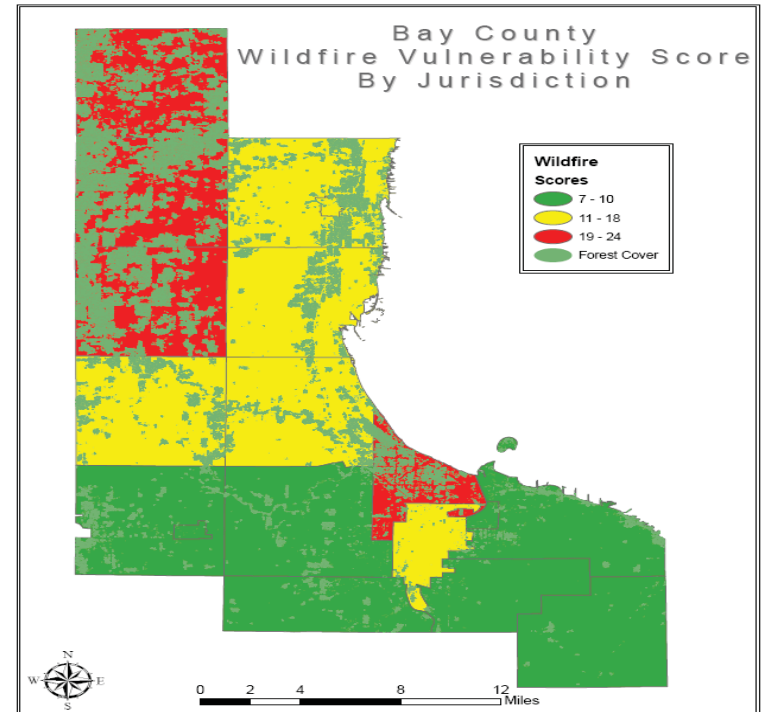 Bay County
Wildfire Vulnerability Score
By Jurisdiction
Wildfire
Scores
7 - 10
11 - 18
19 - 24
Forest Cover
N
W E
S
0 2 4 8 12
Miles